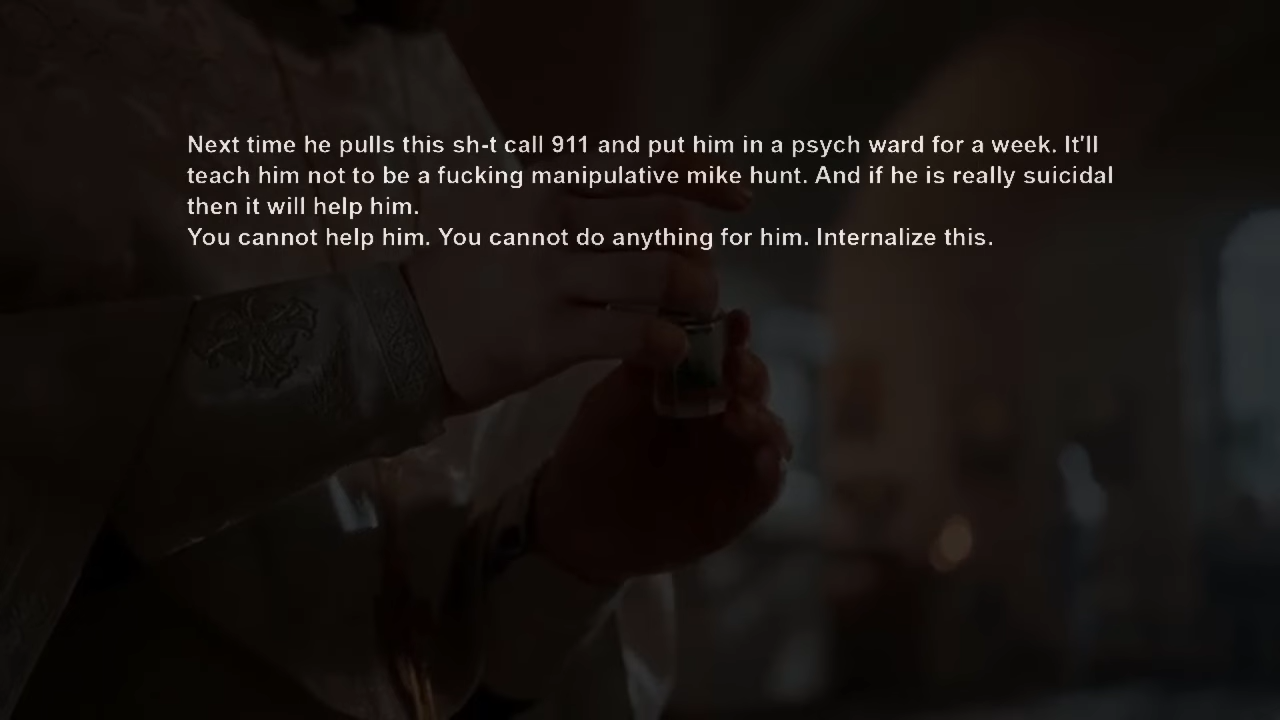 Next time he pulls this sh-t call 911 and put him in a psych ward for a week. It'll
teach him not to be a fucking manipulative mike hunt. And if he is really suicidal
then it will help him.
You cannot help him. You cannot do anything for him. Internalize this.